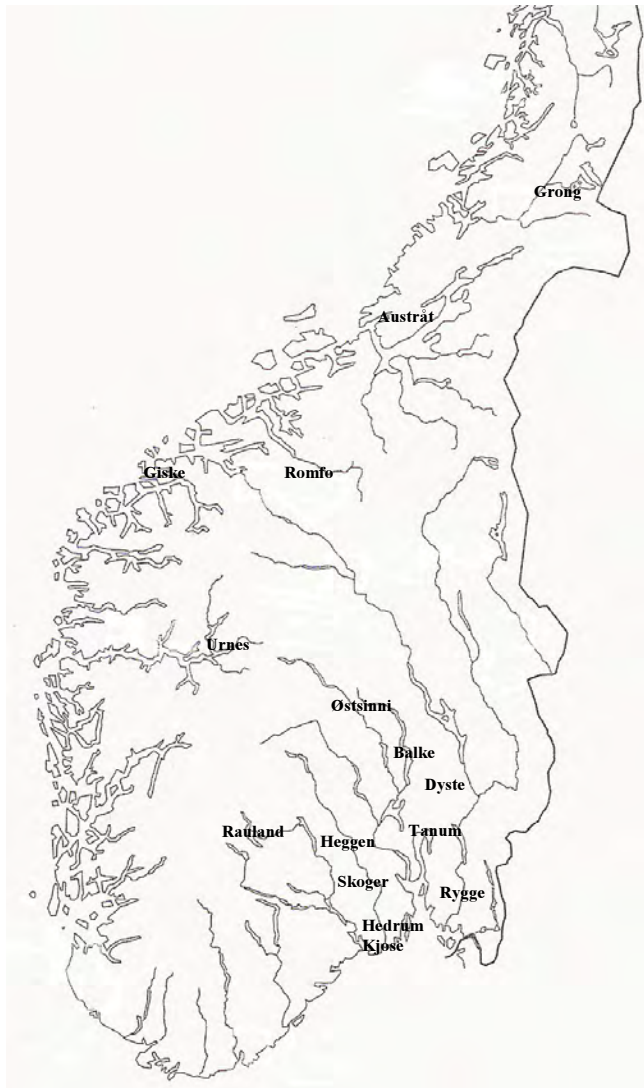 Grong
Austråt
Giske
Romfo
Urnes
Østsinni
Balke
Dyste
Rauland
Heggen
Tanum
Skoger
Rygge
Hedrum
Kjose